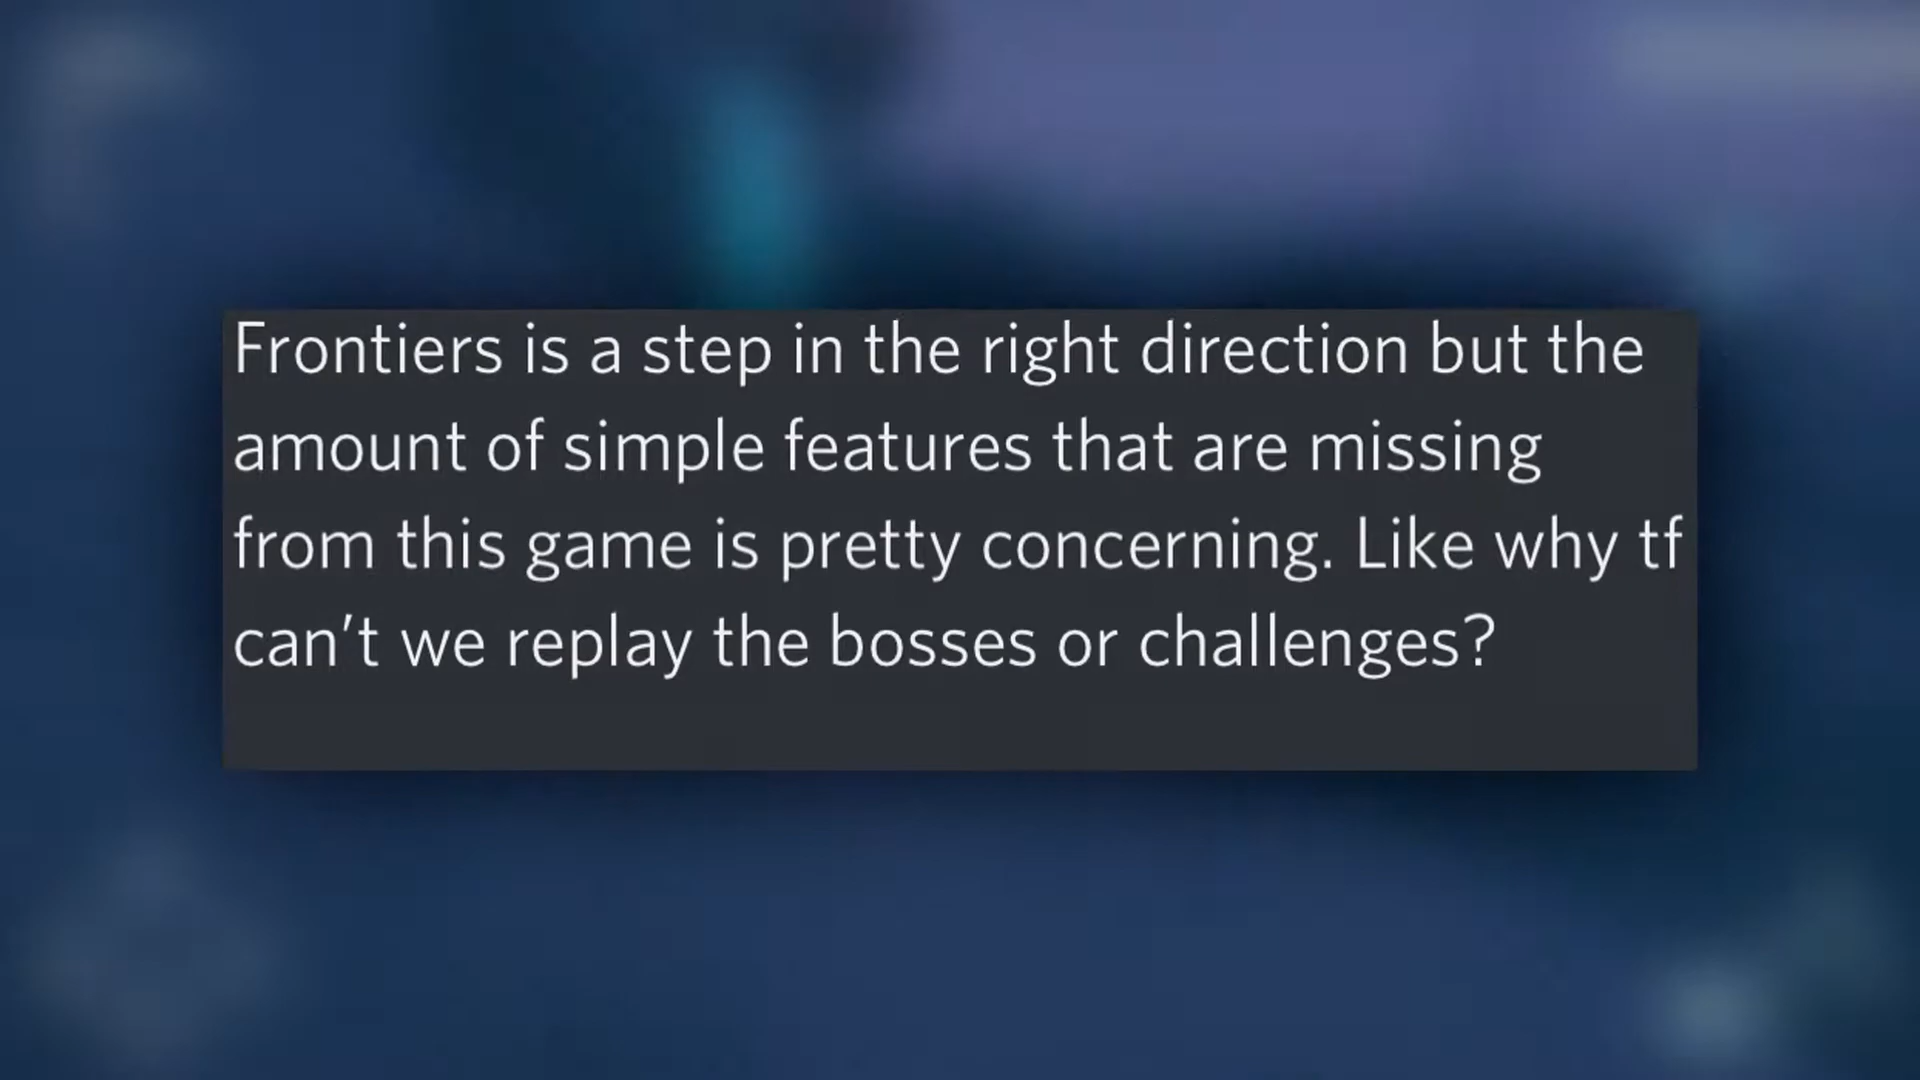 Frontiers is a step in the right direction but the
amount of simple features that are missing
from this game is pretty concerning. Like why tf
can’t we replay the bosses or challenges?